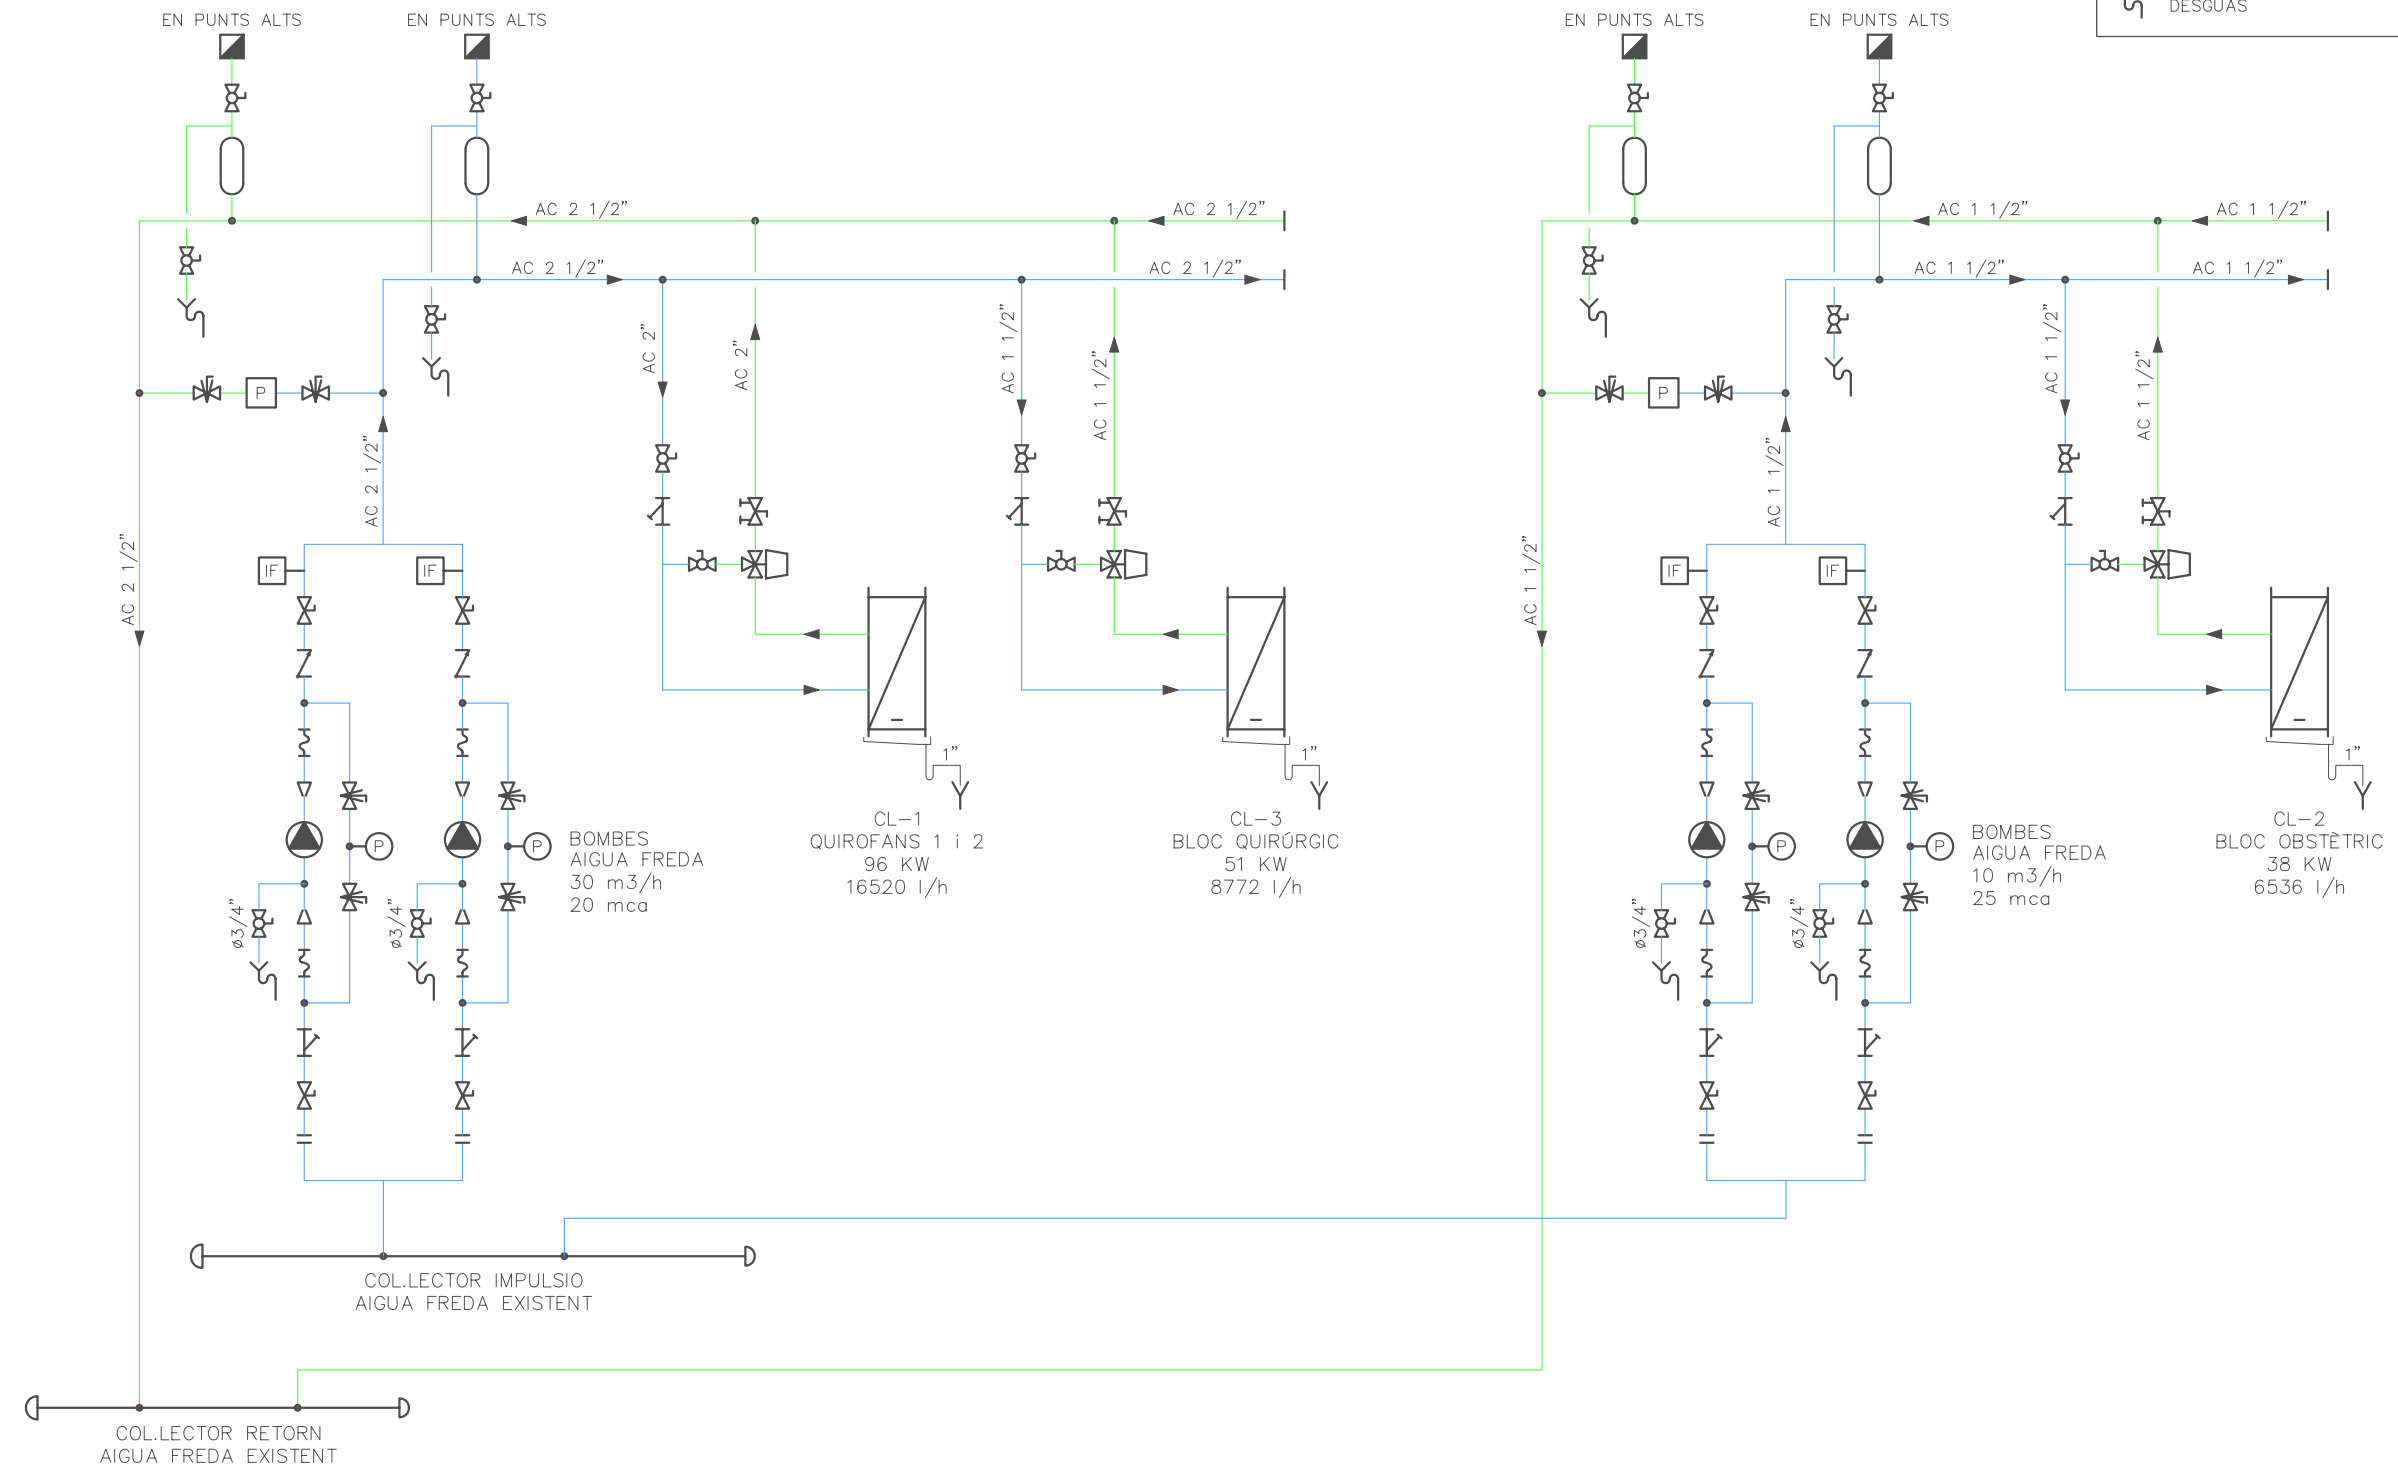 EN PUNTS ALTS
EN PUNTS ALTS
EN PUNTS ALTS
EN PUNTS ALTS
DESGUAS
AC 2 1/2"
AC 2 1/2"
AC 1 1/2"
AC 1 1/2"
AC 2 1/2"
AC 2 1/2"
AC 1 1/2"
AC 1 1/2"
AC 2"
AC 2"
AC 1 1/2"
AC 1 1/2"
AC 1 1/2"
AC 1 1/2"
P
P
AC 2 1/2"
AC 1 1/2"
AC 2 1/2"
AC 1 1/2"
IF
IF
IF
IF
1"
1"
1"
P
P
P
P
BOMBES
AIGUA FREDA
30 m3/h
20 mca
CL-1
QUIROFANS 1 i 2
96 KW
16520 l/h
CL-3
BLOC QUIRÚRGIC
51 KW
8772 l/h
BOMBES
AIGUA FREDA
10 m3/h
25 mca
CL-2
BLOC OBSTÈTRIC
38 KW
6536 l/h
ø3/4"
ø3/4"
ø3/4"
ø3/4"
COL.LECTOR IMPULSIO
AIGUA FREDA EXISTENT
COL.LECTOR RETORN
AIGUA FREDA EXISTENT